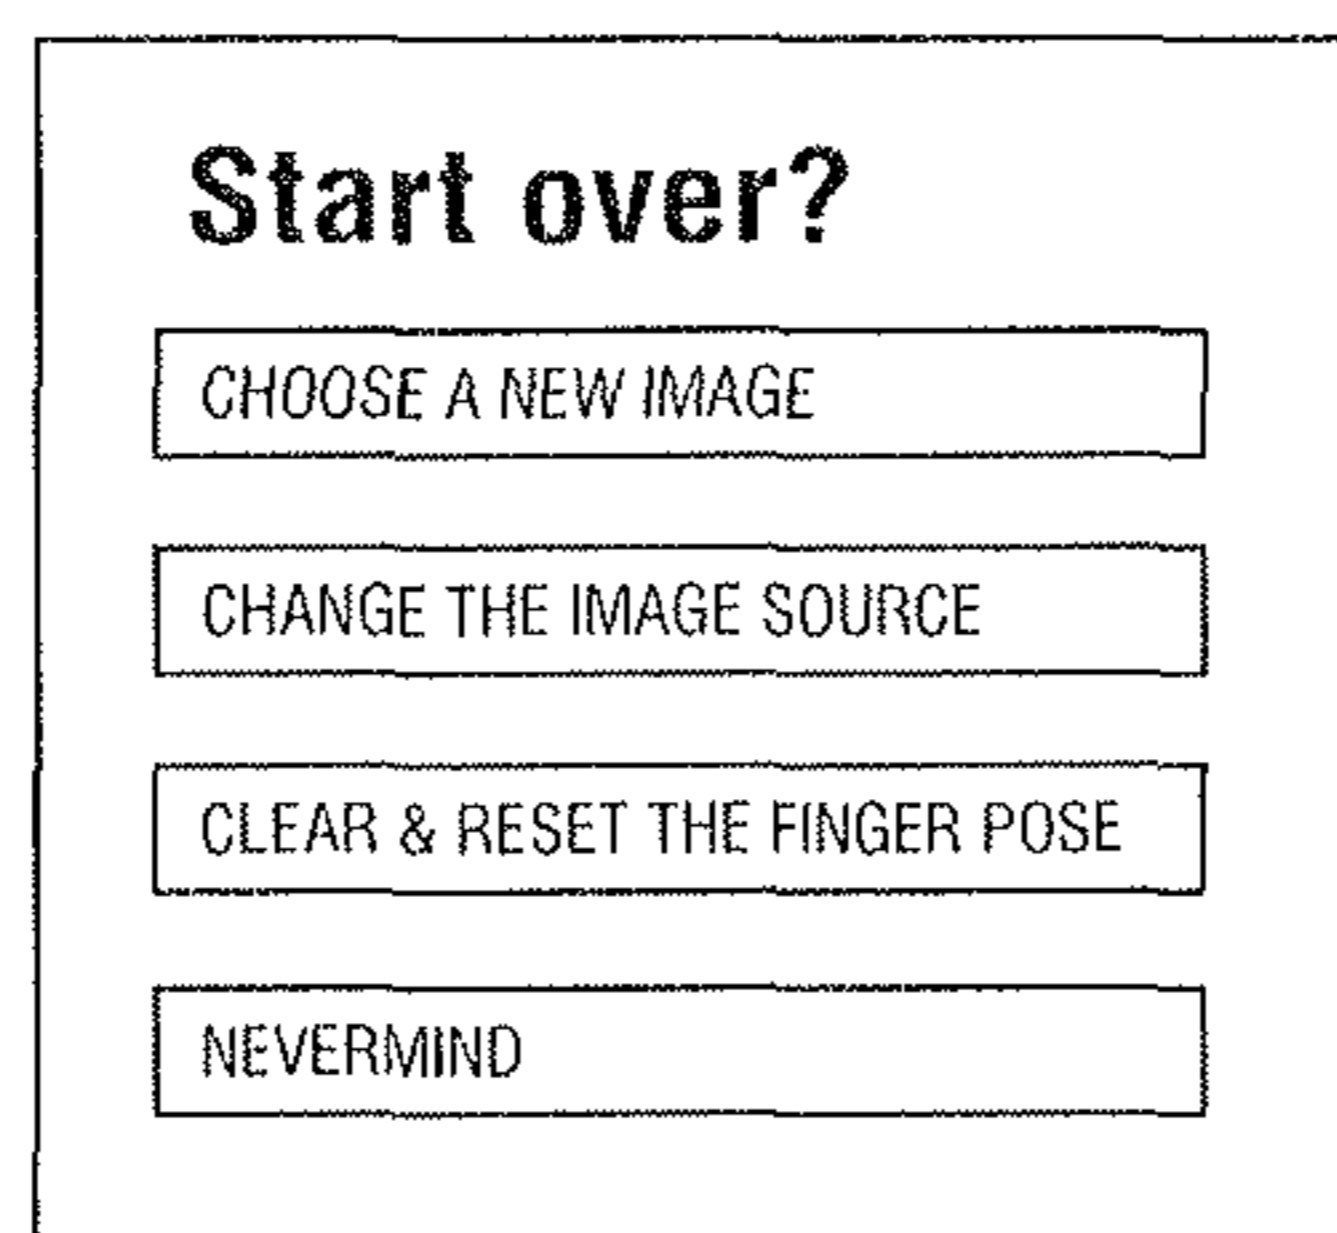 Start over?
CHOOSE A NEW IMAGE
CHANGE THE IMAGE SOURCE
CLEAR & RESET THE FINGER POSE
NEVERMIND